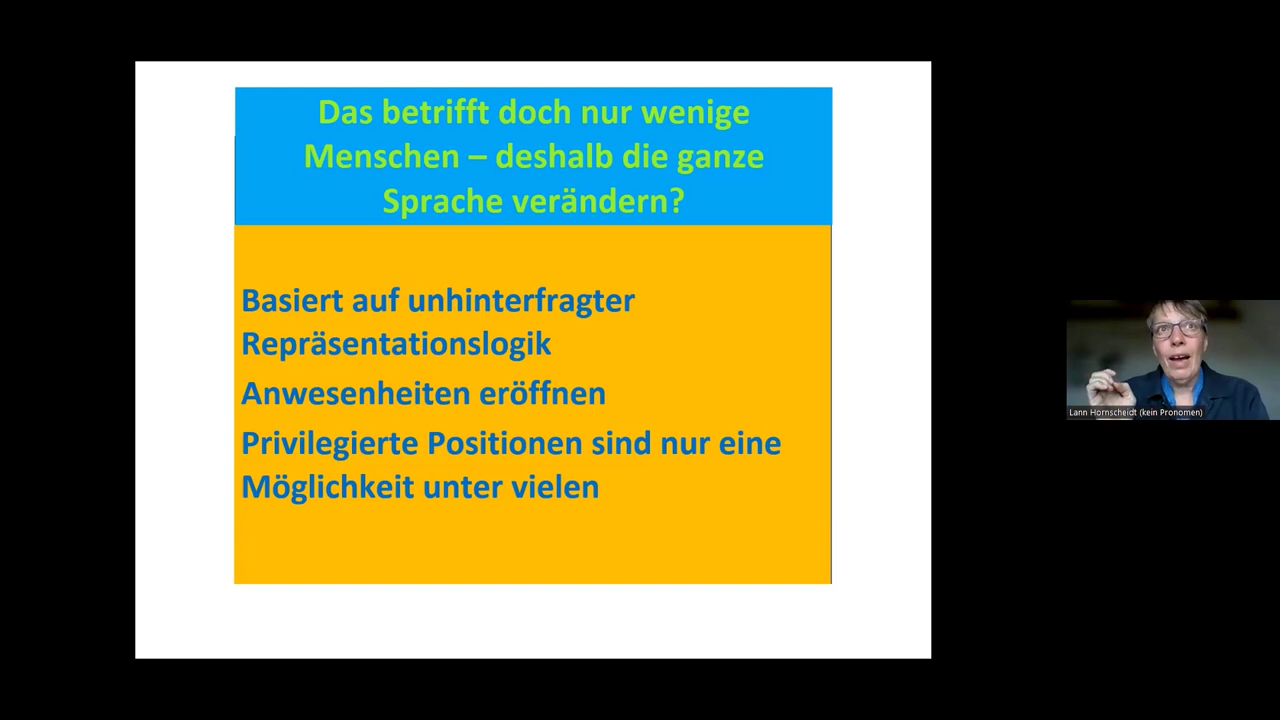 Das betrifft doch nur wenige
Menschen – deshalb die ganze
Sprache verändern?
Basiert auf unhinterfragter
Repräsentationslogik
Anwesenheiten eröffnen
Privilegierte Positionen sind nur eine
Möglichkeit unter vielen
Lann Hornscheidt (kein Pronomen)